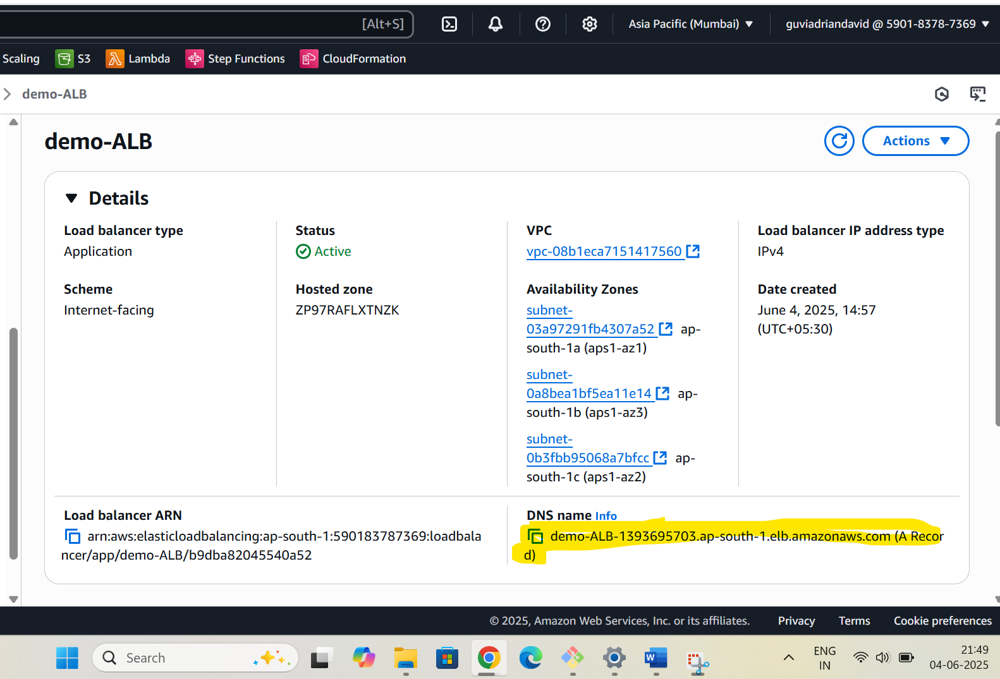 [Alt+S]
Asia Pacific (Mumbai)
guviadriandavid @ 5901-8378-7369
Scaling
S3
Lambda
Step Functions
CloudFormation
demo-ALB
demo-ALB
Actions
Details
Load balancer type
Application
Status
Active
VPC
vpc-08b1eca7151417560
Load balancer IP address type
IPv4
Scheme
Internet-facing
Hosted zone
ZP97RAFLXTNZK
Availability Zones
subnet-
03a97291fb4307a52 ap-
south-1a (aps1-az1)
subnet-
0a8bea1bf5ea11e14 ap-
south-1b (aps1-az3)
subnet-
0b3fbb95068a7bfcc ap-
south-1c (aps1-az2)
Date created
June 4, 2025, 14:57
(UTC+05:30)
Load balancer ARN
arn:aws:elasticloadbalancing:ap-south-1:590183787369:loadbala
ncer/app/demo-ALB/b9dba82045540a52
DNS name Info
demo-ALB-1393695703.ap-south-1.elb.amazonaws.com (A Recor
d)
© 2025, Amazon Web Services, Inc. or its affiliates.
Privacy
Terms
Cookie preferences
Search
W
ENG
IN
21:49
04-06-2025